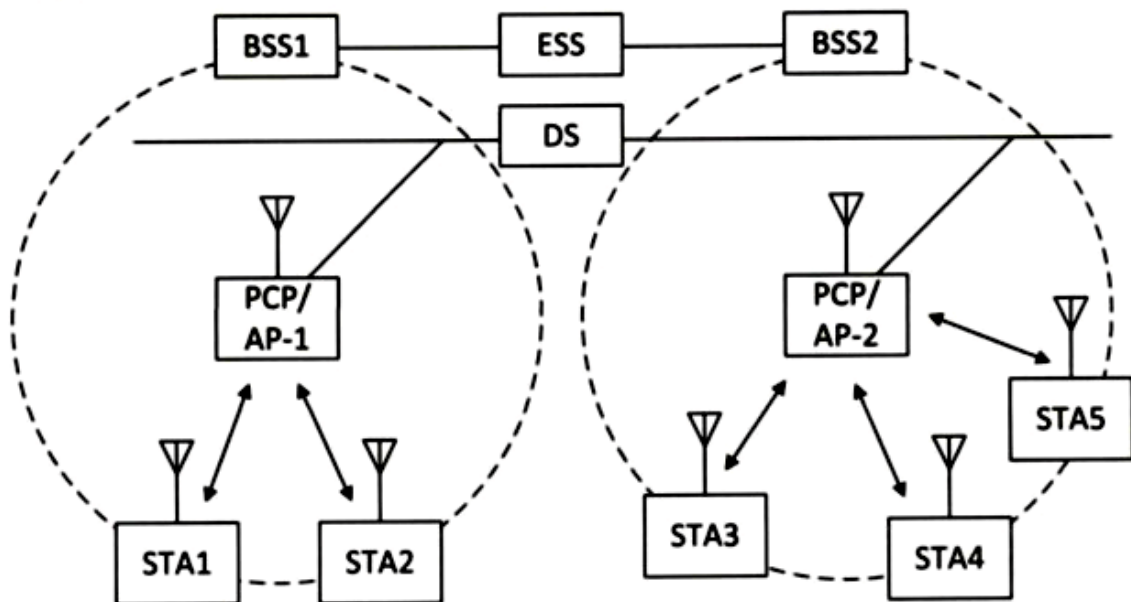 BSS1
ESS
BSS2
DS
PCP/
AP-1
PCP/
AP-2
STA5
STA1
STA2
STA3
STA4